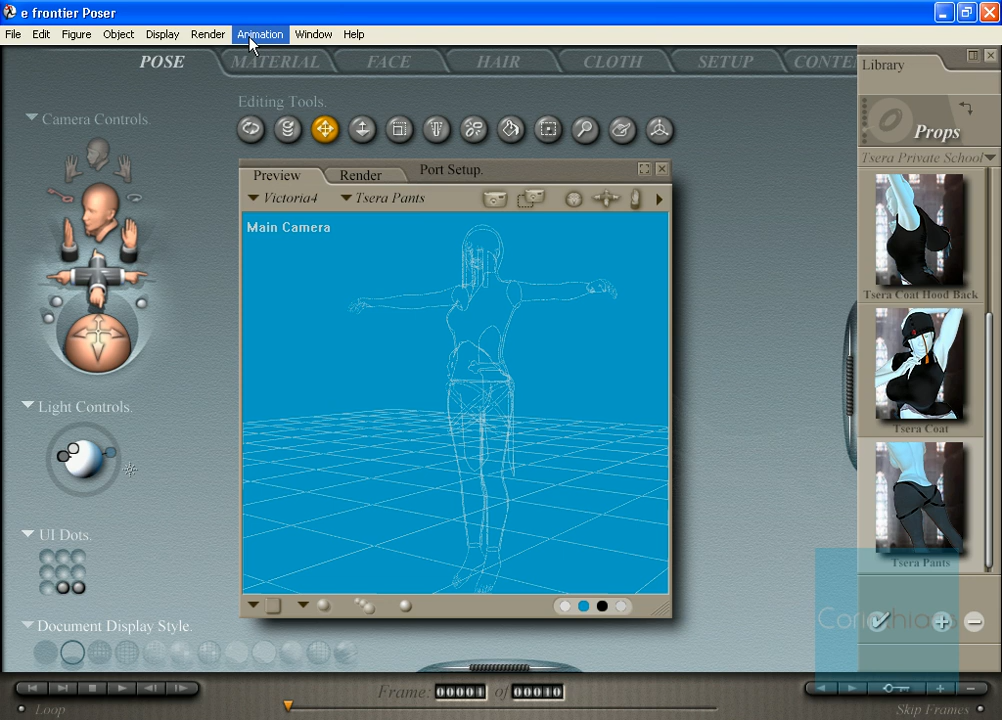 e frontier Poser
File Edit Figure Object Display Render Animation Window Help
POSE MATERIAL FACE HAIR CLOTH SETUP CONTE
Library
Camera Controls.
Editing Tools.
Props
Tsera Private School
Preview Render Port Setup.
Victoria4 Tsera Pants
Main Camera
Tsera Coat Hood Back
Light Controls.
Tsera Coat
UI Dots.
Tsera Pants
Document Display Style.
Frame: 00001 of 00010
Loop
Skip Frames